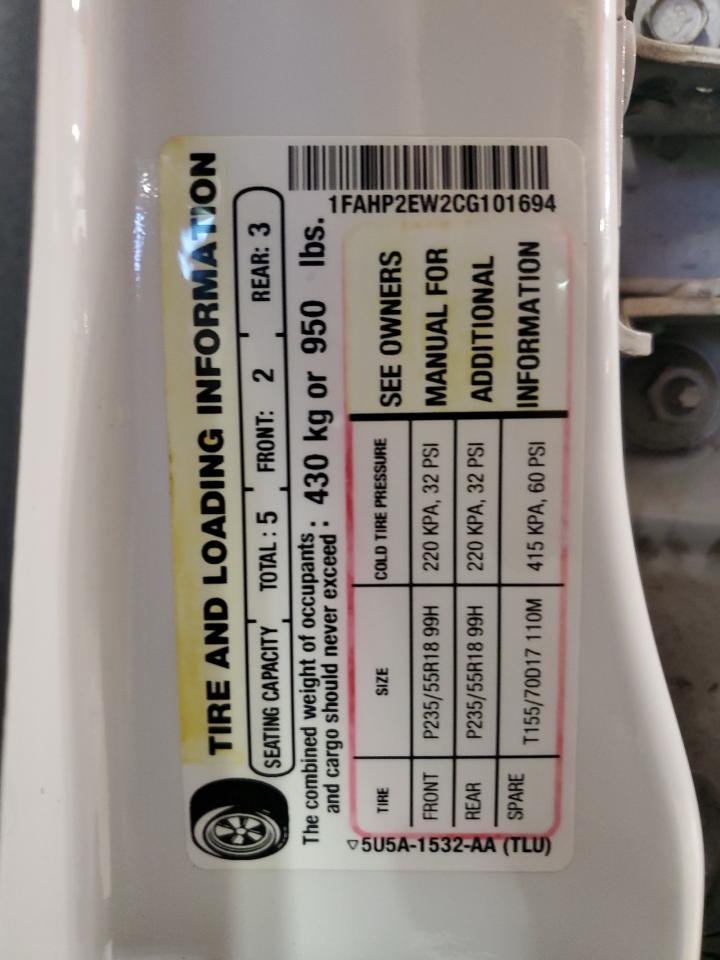 TIRE AND LOADING INFORMATION
SEATING CAPACITY TOTAL : 5 FRONT: 2 REAR: 3
The combined weight of occupants
and cargo should never exceed : 430 kg or 950 lbs.
TIRE SIZE COLD TIRE PRESSURE
FRONT P235/55R18 99H 220 KPA, 32 PSI
REAR P235/55R18 99H 220 KPA, 32 PSI
SPARE T155/70D17 110M 415 KPA, 60 PSI
SEE OWNERS
MANUAL FOR
ADDITIONAL
INFORMATION
5U5A-1532-AA (TLU)
1FAHP2EW2CG101694